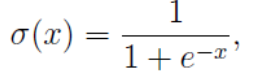 σ(x) = 1 / (1 + e^{−x}),